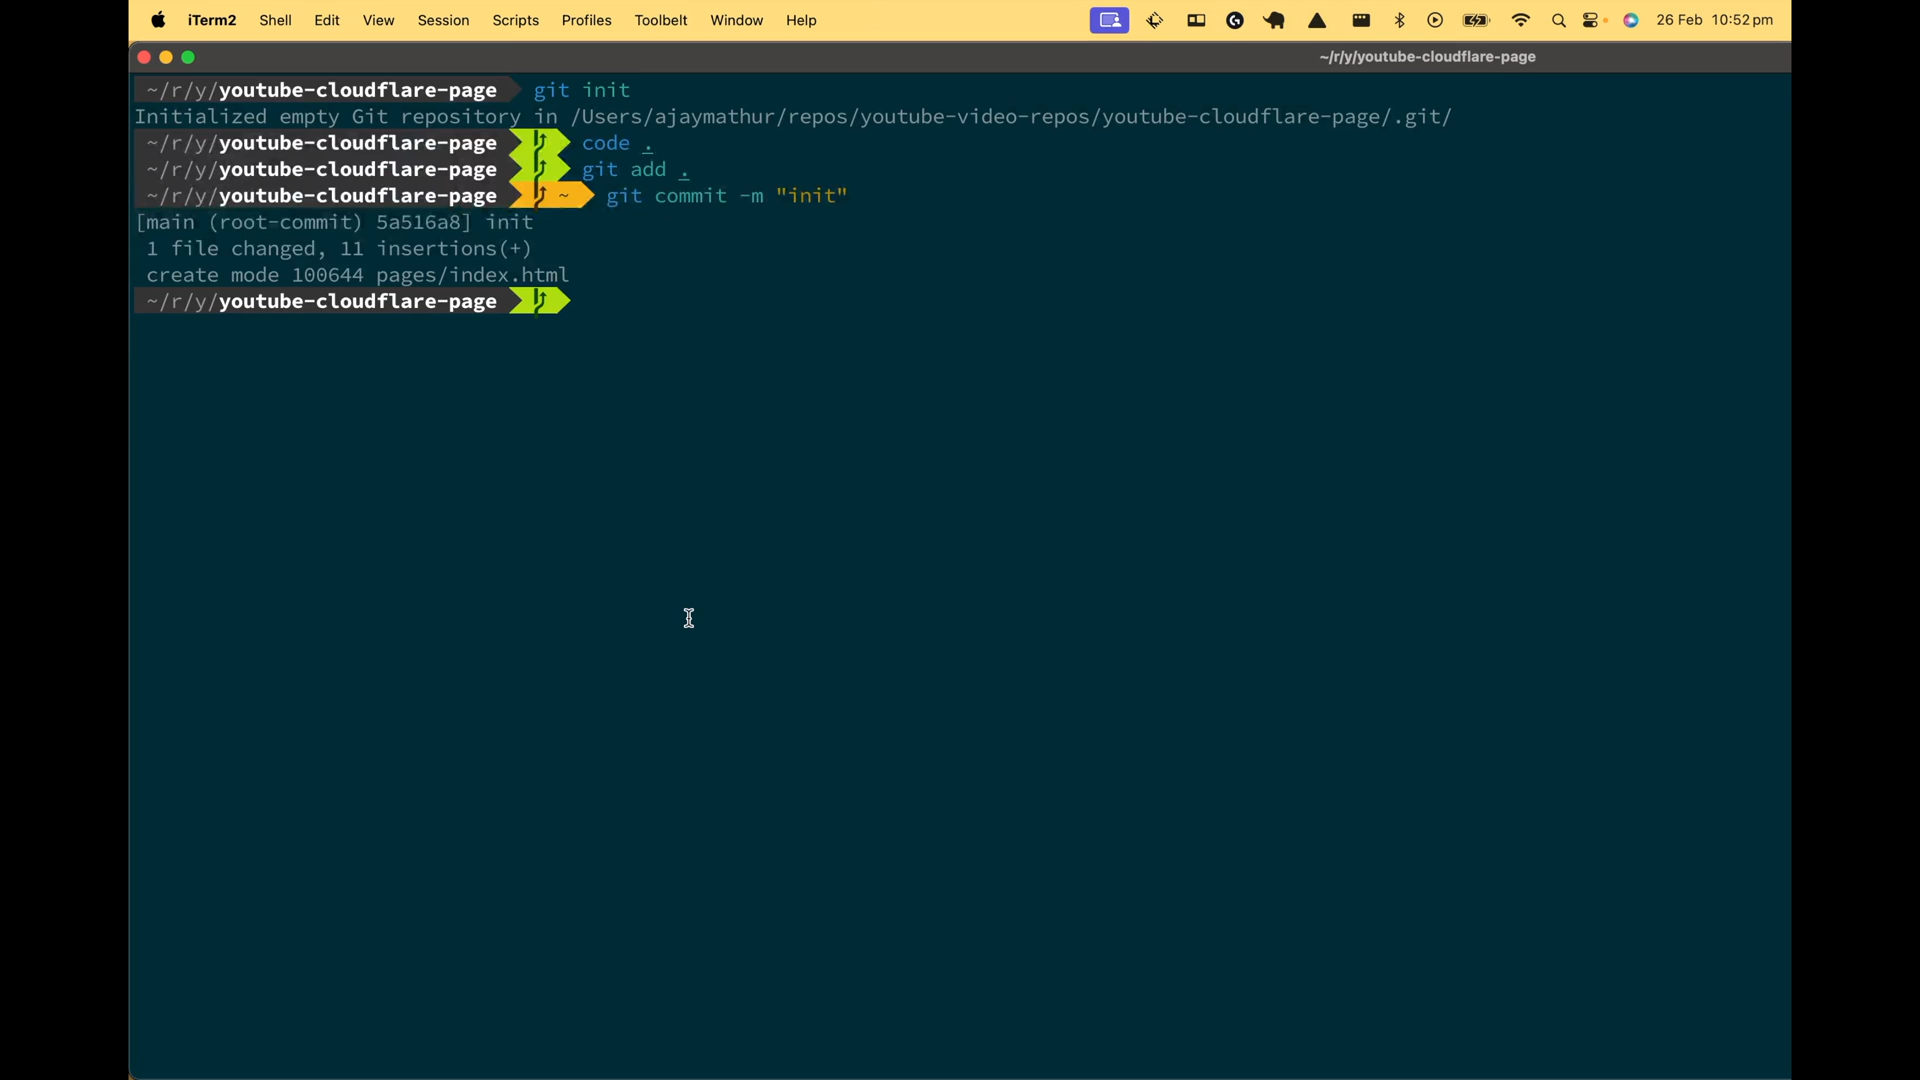 iTerm2 Shell Edit View Session Scripts Profiles Toolbelt Window Help 26 Feb 10:52 pm
~/r/y/youtube-cloudflare-page
~/r/y/youtube-cloudflare-page git init
Initialized empty Git repository in /Users/ajaymathur/repos/youtube-video-repos/youtube-cloudflare-page/.git/
~/r/y/youtube-cloudflare-page code .
~/r/y/youtube-cloudflare-page git add .
~/r/y/youtube-cloudflare-page ~ git commit -m "init"
[main (root-commit) 5a516a8] init
1 file changed, 11 insertions(+)
create mode 100644 pages/index.html
~/r/y/youtube-cloudflare-page